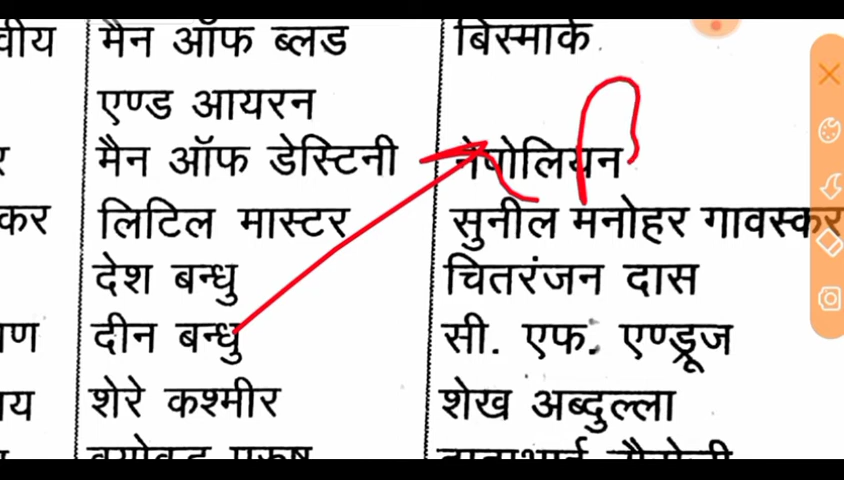 वीय मैन ऑफ ब्लड बिस्मार्क
एण्ड आयरन
र मैन ऑफ डेस्टिनी नेपोलियन
कर लिटिल मास्टर सुनील मनोहर गावस्कर
देश बन्धु चितरंजन दास
ाण दीन बन्धु सी. एफ. एण्ड्रूज
ाय शेरे कश्मीर शेख अब्दुल्ला